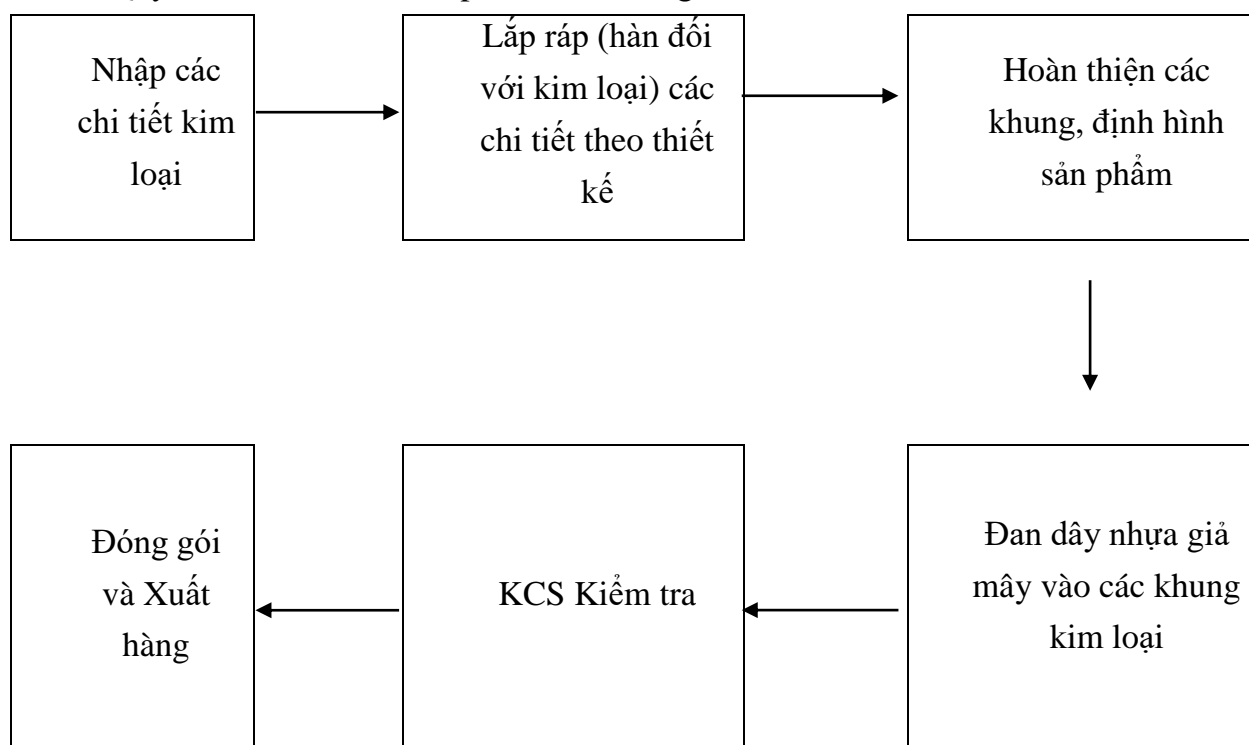 Nhập các
chi tiết kim
loại
Lắp ráp (hàn đối
với kim loại) các
chi tiết theo thiết
kế
Hoàn thiện các
khung, định hình
sản phẩm
Đan dây nhựa giả
mây vào các khung
kim loại
KCS Kiểm tra
Đóng gói
và Xuất
hàng